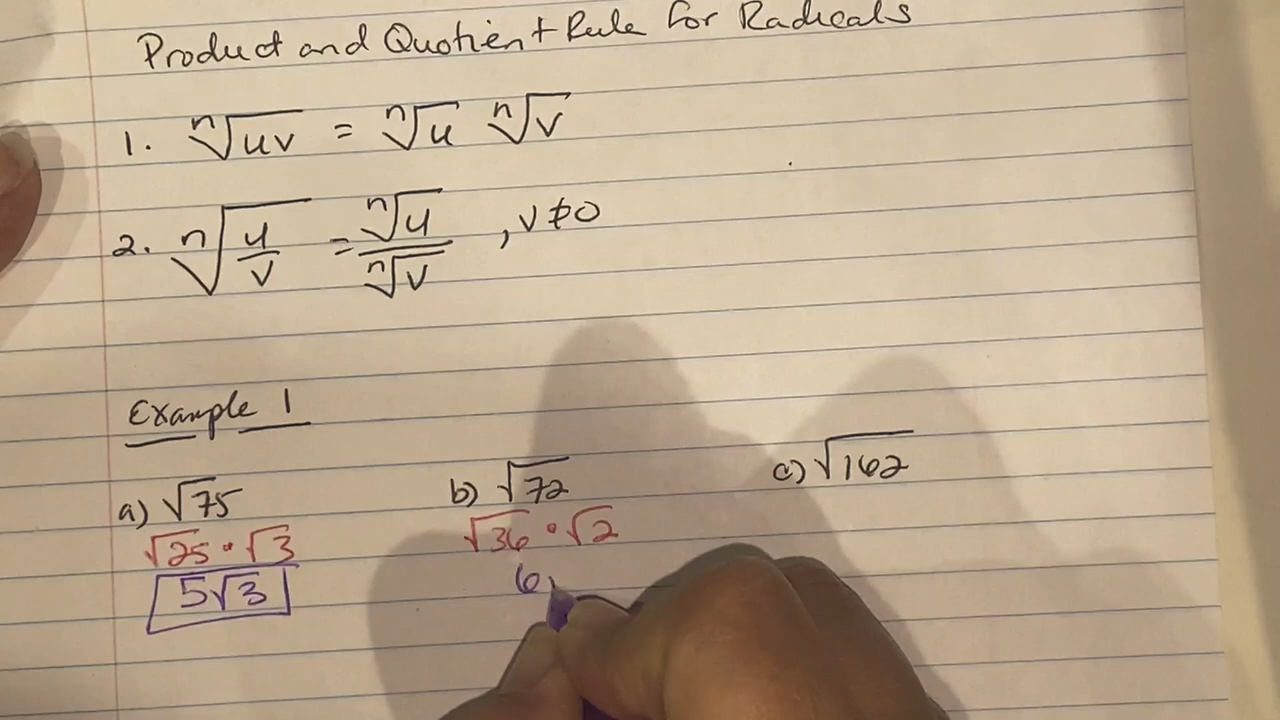 Product and Quotient Rule for Radicals
1. ⁿ√uv = ⁿ√u ⁿ√v
2. ⁿ√(u/v) = ⁿ√u / ⁿ√v , v≠0
Example 1
a) √75 b) √72 c) √162
√25 • √3 √36 • √2
5√3 6